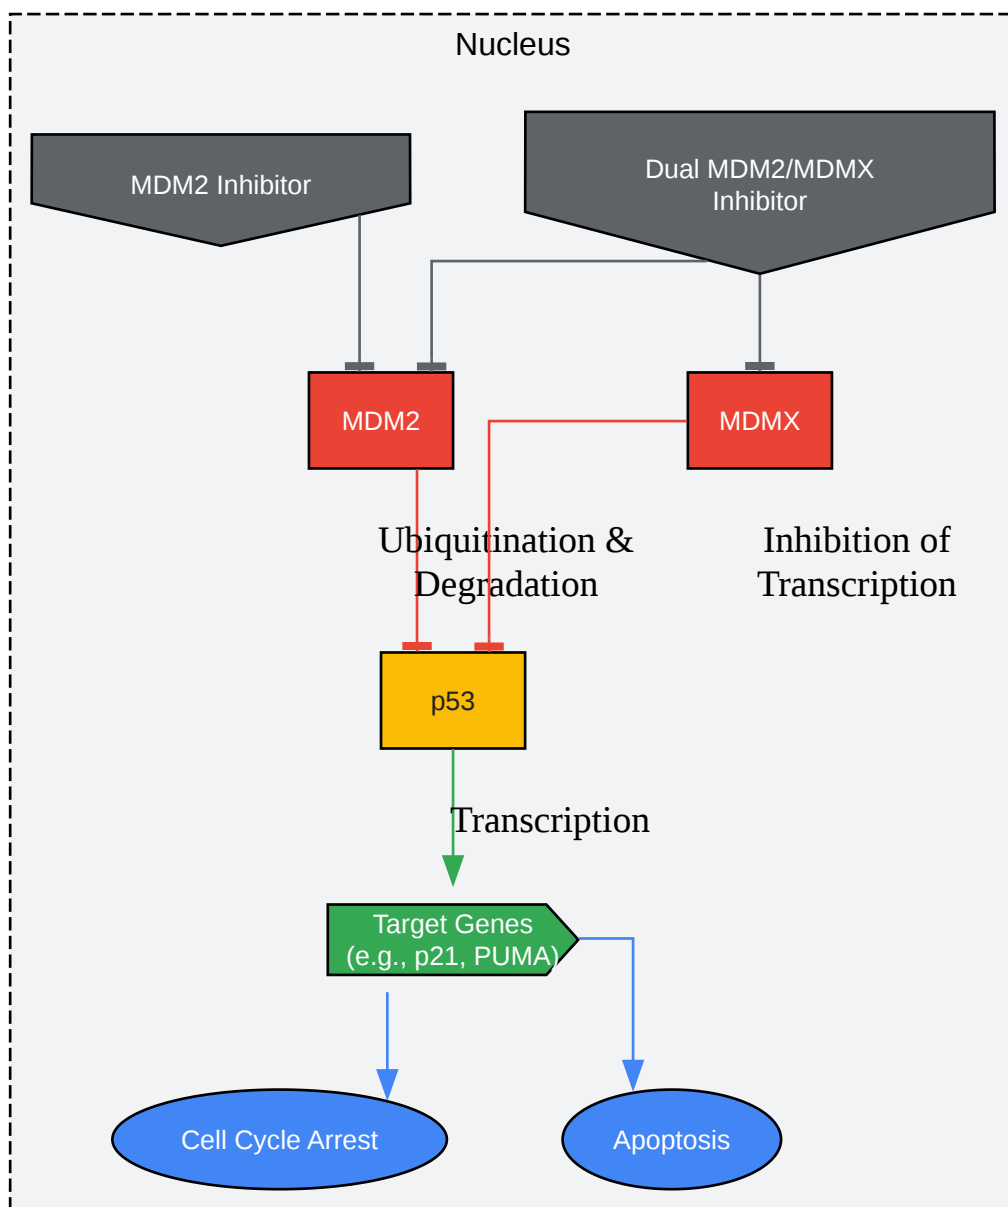 Nucleus
MDM2 Inhibitor
Dual MDM2/MDMX
Inhibitor
MDM2
MDMX
Ubiquitination &
Degradation
Inhibition of
Transcription
p53
Transcription
Target Genes
(e.g., p21, PUMA)
Cell Cycle Arrest
Apoptosis